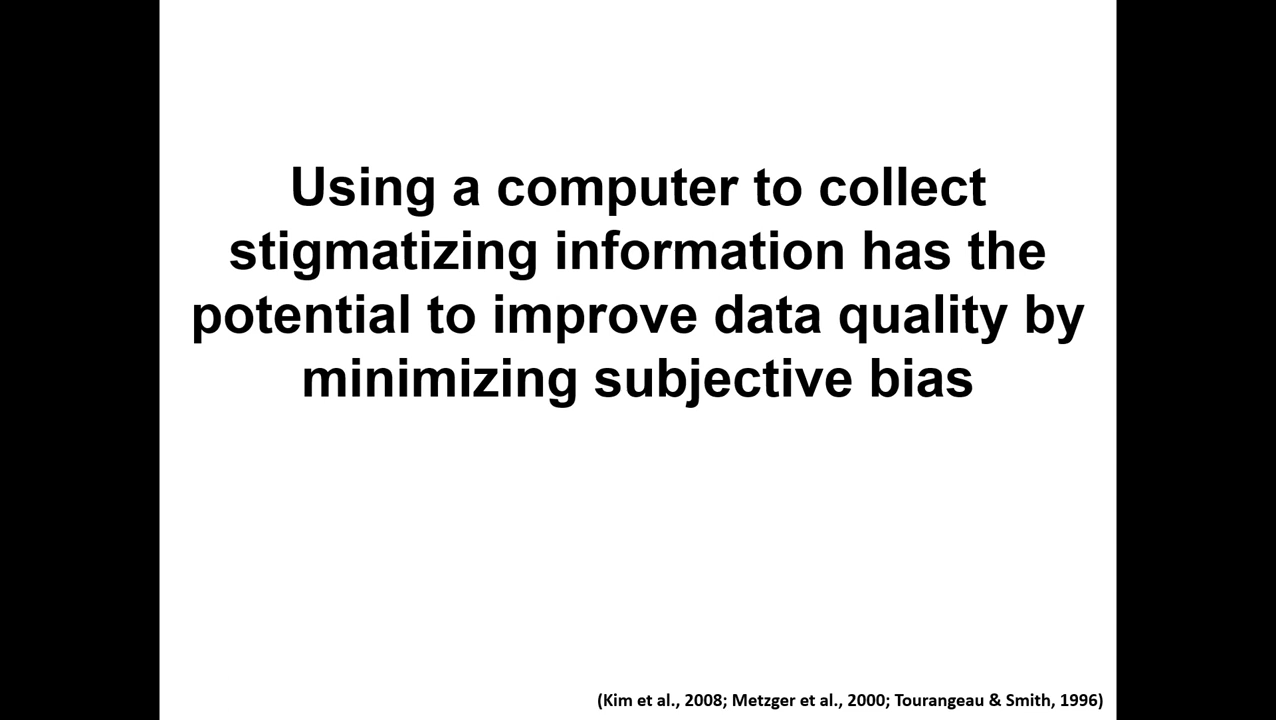 Using a computer to collect
stigmatizing information has the
potential to improve data quality by
minimizing subjective bias
(Kim et al., 2008; Metzger et al., 2000; Tourangeau & Smith, 1996)